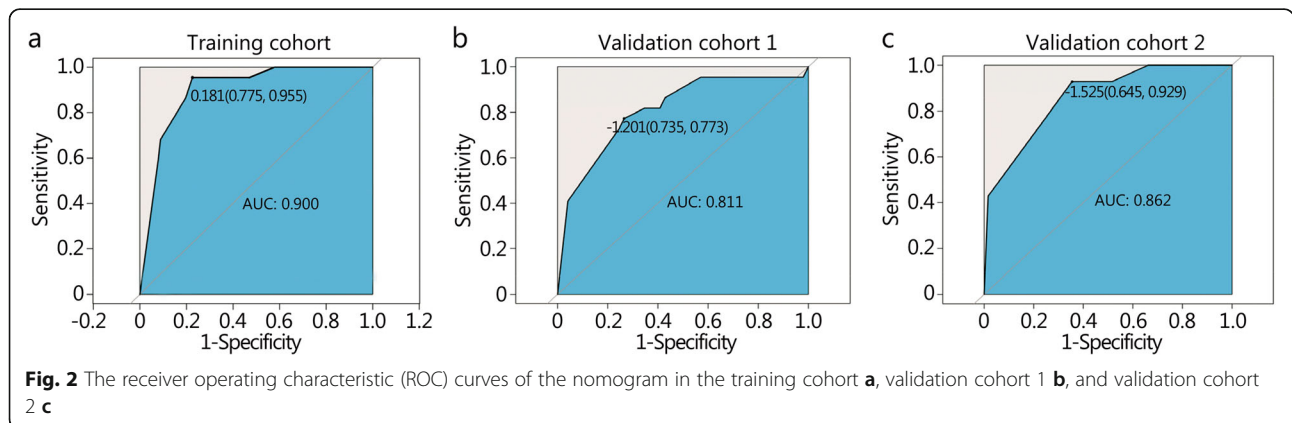 a
Training cohort
Sensitivity
1.0
0.8
0.6
0.4
0.2
0
0.181(0.775, 0.955)
AUC: 0.900
-0.2 0 0.2 0.4 0.6 0.8 1.0 1.2
1-Specificity
b
Validation cohort 1
Sensitivity
1.0
0.8
0.6
0.4
0.2
0
-1.201(0.735, 0.773)
AUC: 0.811
0 0.2 0.4 0.6 0.8 1.0
1-Specificity
c
Validation cohort 2
Sensitivity
1.0
0.8
0.6
0.4
0.2
0
-1.525(0.645, 0.929)
AUC: 0.862
0 0.2 0.4 0.6 0.8 1.0
1-Specificity
Fig. 2 The receiver operating characteristic (ROC) curves of the nomogram in the training cohort a, validation cohort 1 b, and validation cohort
2 c